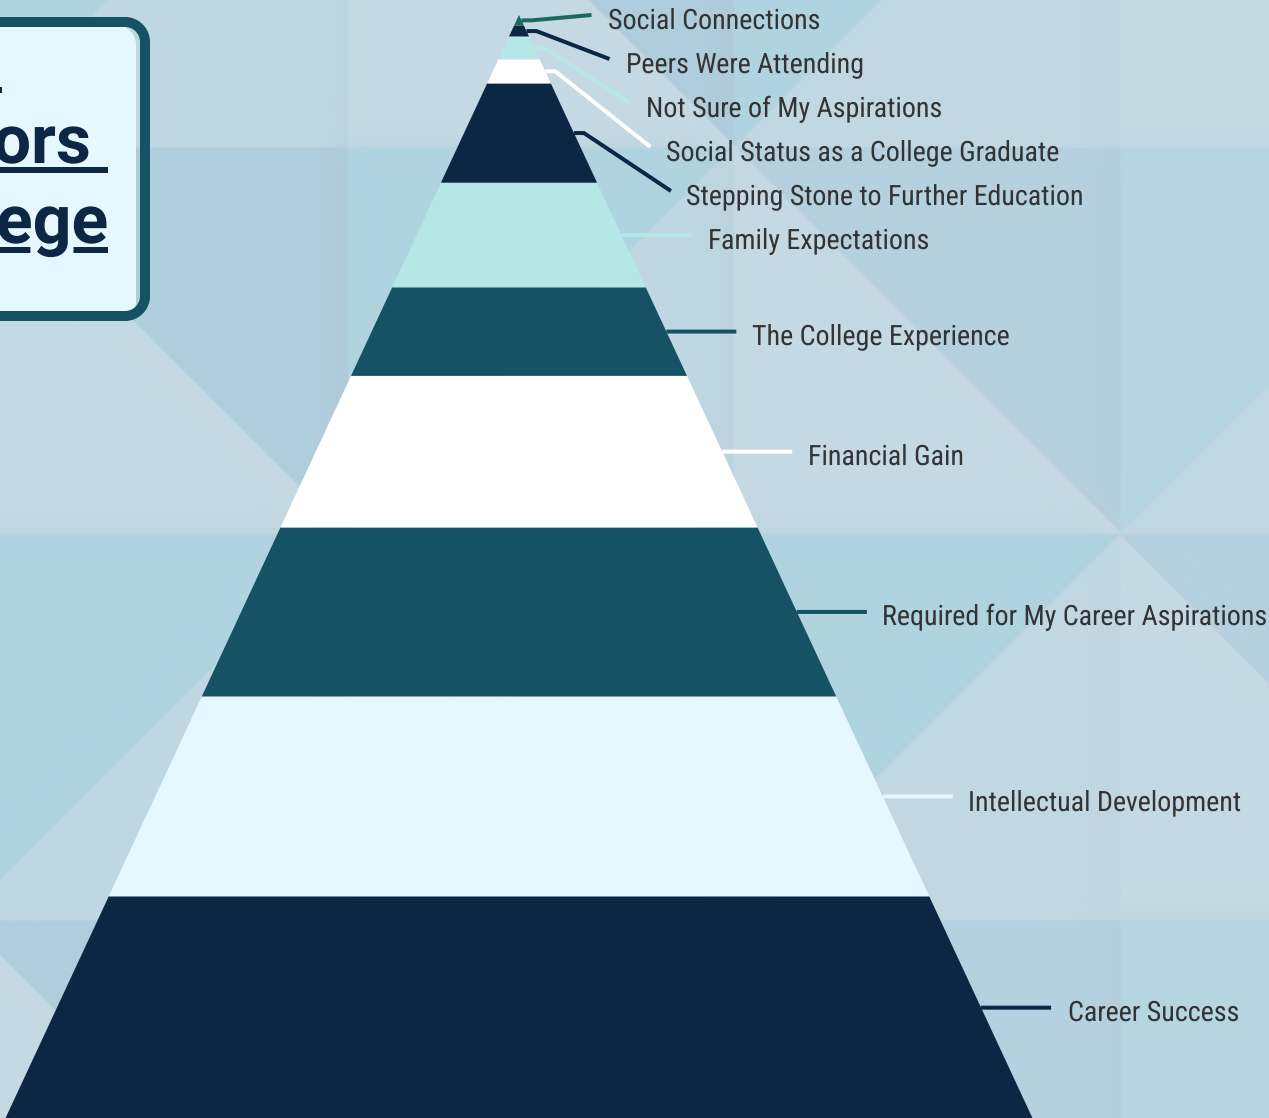 ors
ege
Social Connections
Peers Were Attending
Not Sure of My Aspirations
Social Status as a College Graduate
Stepping Stone to Further Education
Family Expectations
The College Experience
Financial Gain
Required for My Career Aspirations
Intellectual Development
Career Success